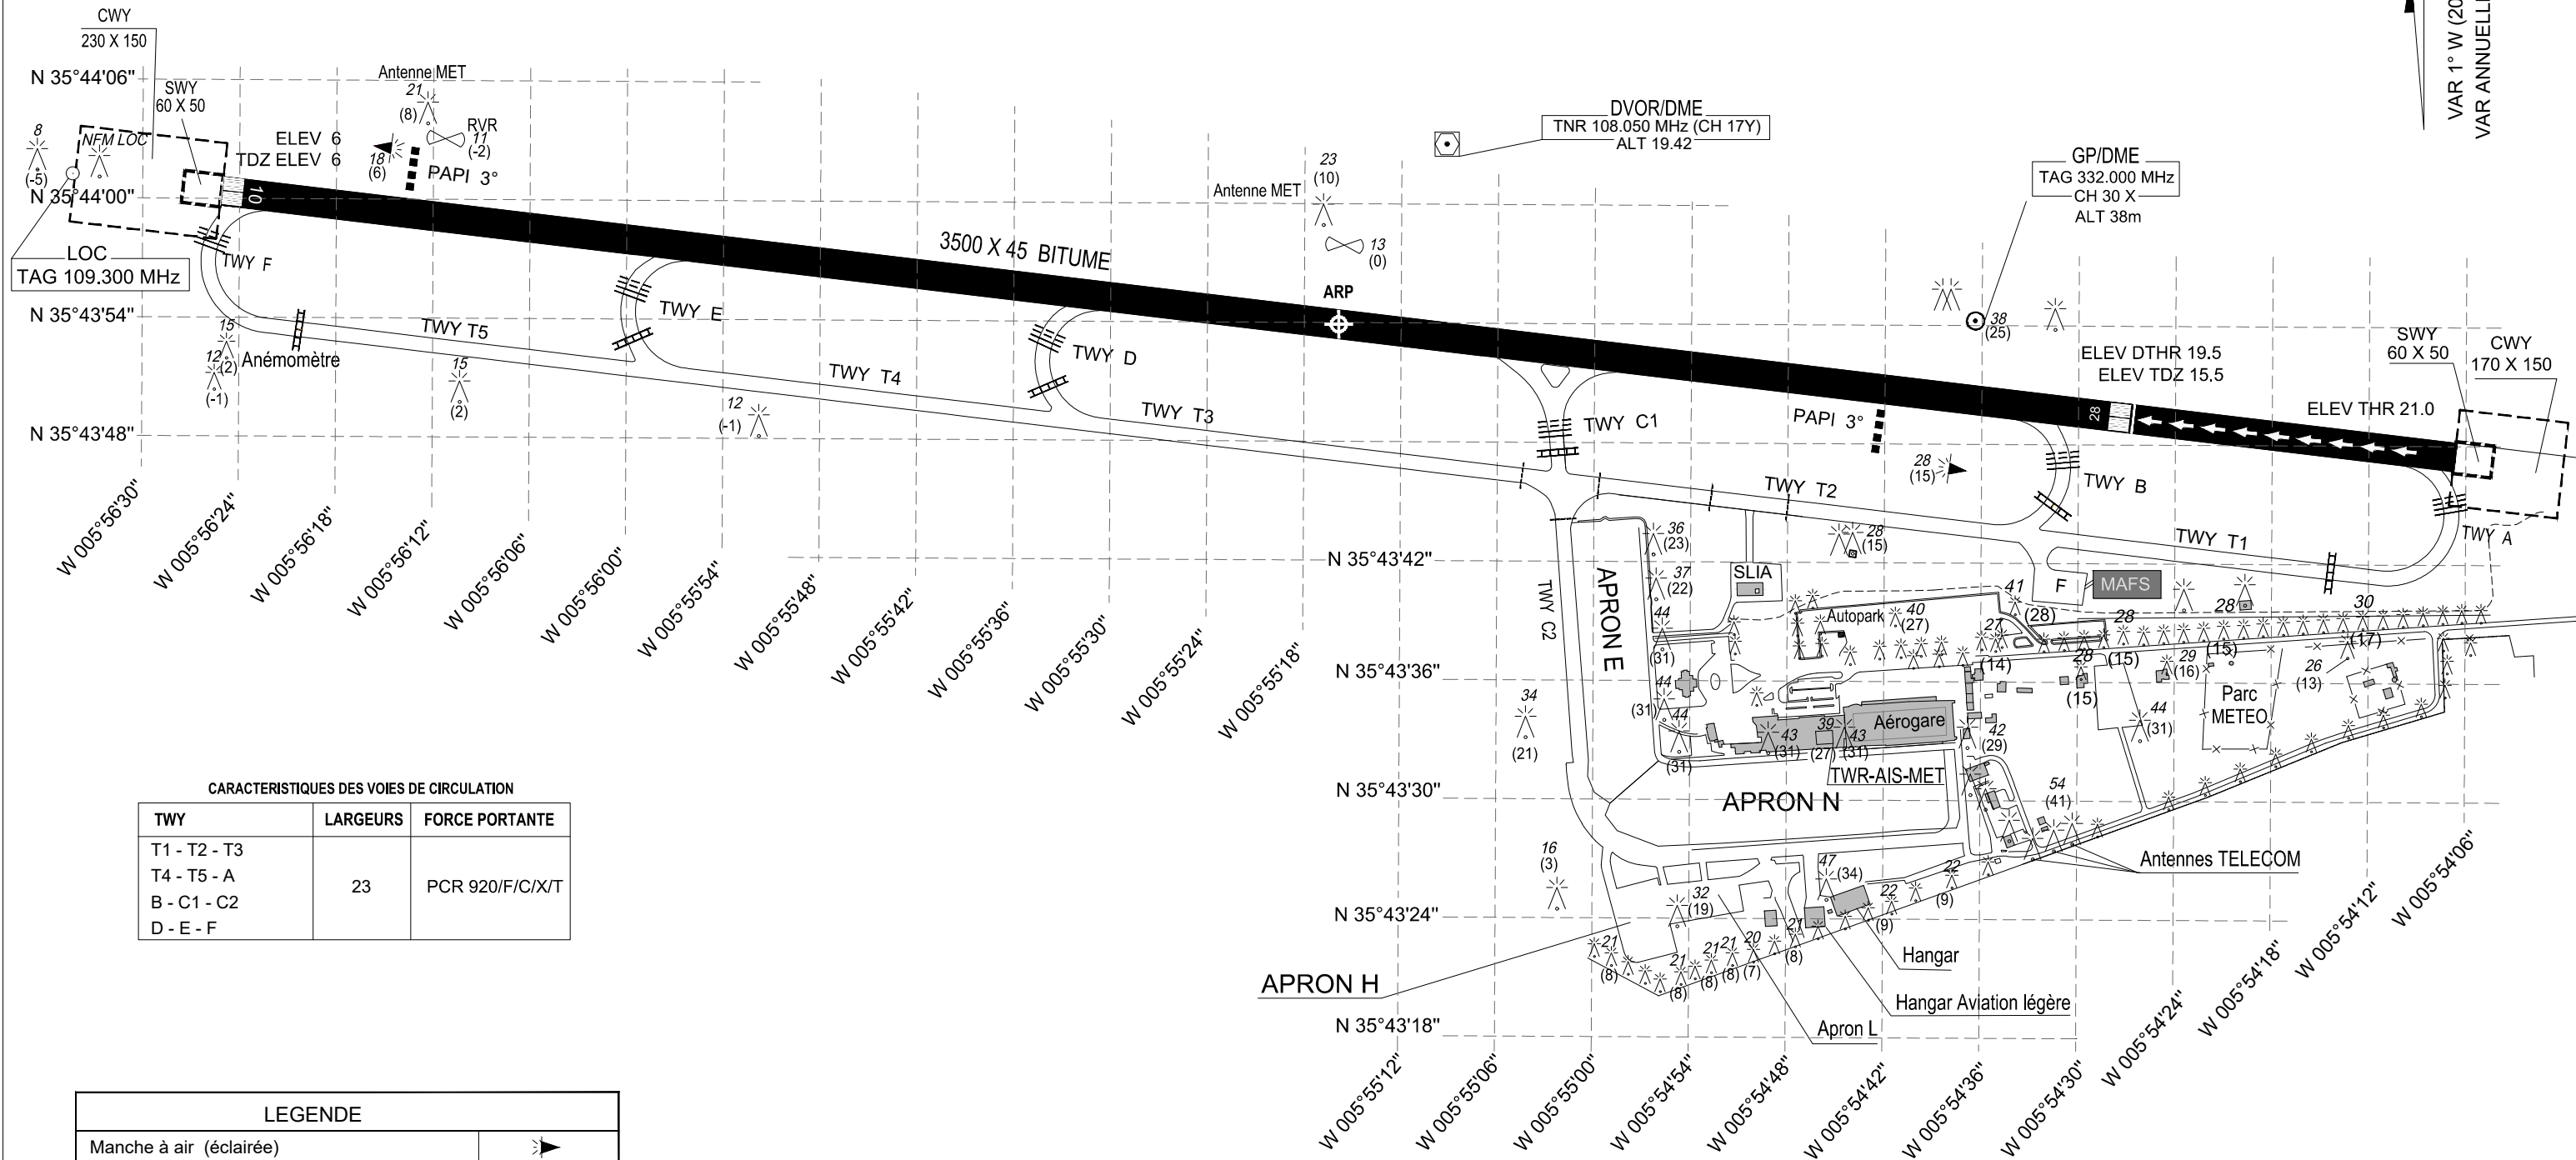 CWY
230 X 150
N 35°44'06"
SWY
60 X 50
Antenne MET
21
(8)
RVR
11
(-2)
8
(-5)
NFM LOC
ELEV 6
TDZ ELEV 6
18
(6)
PAPI 3°
N 35°44'00"
10
LOC
TAG 109.300 MHz
TWY F
3500 X 45 BITUME
23
(10)
Antenne MET
13
(0)
DVOR/DME
TNR 108.050 MHz (CH 17Y)
ALT 19.42
GP/DME
TAG 332.000 MHz
CH 30 X
ALT 38m
VAR 1° W (20
VAR ANNUELLE
N 35°43'54"
TWY T5
TWY E
ARP
38
(25)
15
(2)
Anémomètre
12
(-1)
15
(2)
TWY T4
TWY D
12
(-1)
TWY T3
ELEV DTHR 19.5
ELEV TDZ 15.5
SWY
60 X 50
CWY
170 X 150
ELEV THR 21.0
28
N 35°43'48"
TWY C1
PAPI 3°
28
(15)
TWY T2
TWY B
TWY T1
TWY A
W 005°56'30"
W 005°56'24"
W 005°56'18"
W 005°56'12"
W 005°56'06"
W 005°56'00"
W 005°55'54"
W 005°55'48"
W 005°55'42"
W 005°55'36"
W 005°55'30"
W 005°55'24"
W 005°55'18"
N 35°43'42"
TWY C2
APRON E
36
(23)
37
(22)
44
(31)
SLIA
28
(15)
Autopark
40
(27)
41
(28)
F
MAFS
27
(14)
28
(15)
28
(15)
28
(15)
30
(17)
29
(16)
26
(13)
N 35°43'36"
44
(31)
44
(31)
43
(31)
39
(27)
43
(31)
Aérogare
42
(29)
44
(31)
Parc
METEO
34
(21)
TWR-AIS-MET
N 35°43'30"
APRON N
54
(41)
Antennes TELECOM
16
(3)
47
(34)
22
(9)
22
(9)
32
(19)
N 35°43'24"
21
(8)
21
(8)
21
(8)
21
(8)
20
(7)
21
(8)
APRON H
Hangar
Hangar Aviation légère
Apron L
N 35°43'18"
W 005°55'12"
W 005°55'06"
W 005°55'00"
W 005°54'54"
W 005°54'48"
W 005°54'42"
W 005°54'36"
W 005°54'30"
W 005°54'24"
W 005°54'18"
W 005°54'12"
W 005°54'06"
CARACTERISTIQUES DES VOIES DE CIRCULATION
TWY LARGEURS FORCE PORTANTE
T1 - T2 - T3
T4 - T5 - A
B - C1 - C2
D - E - F
23 PCR 920/F/C/X/T
LEGENDE
Manche à air (éclairée)